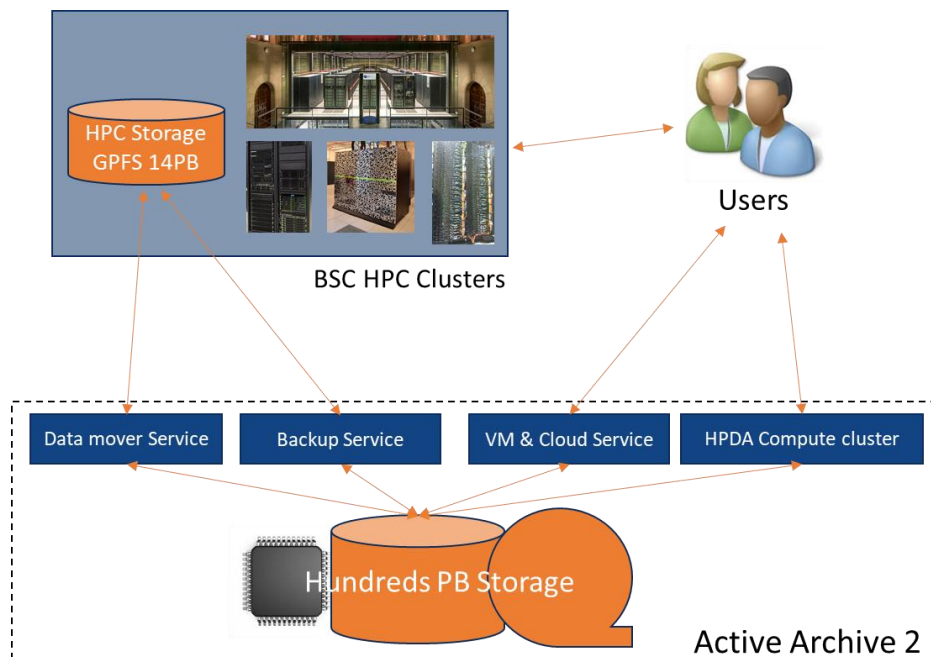 HPC Storage
GPFS 14PB
Users
BSC HPC Clusters
Data mover Service
Backup Service
VM & Cloud Service
HPDA Compute cluster
Hundreds PB Storage
Active Archive 2